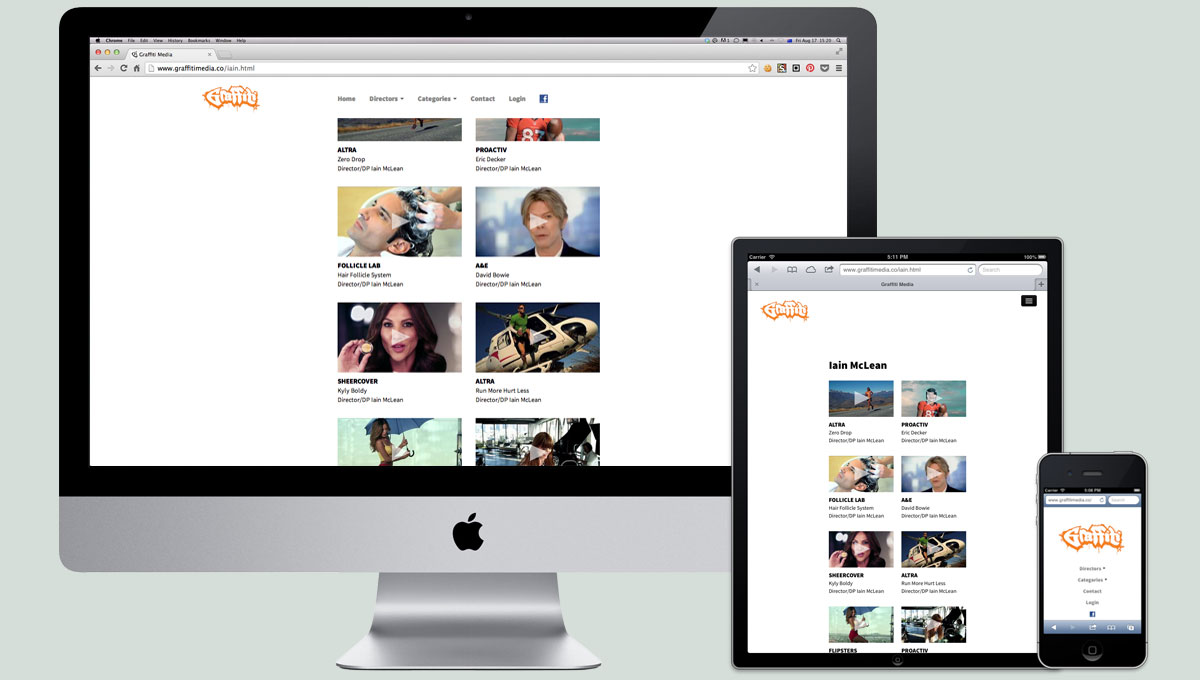 Chrome File Edit View History Bookmarks Window Help
Fri Aug 17 15:20
Graffiti Media
www.graffitimedia.co/iain.html
Graffiti
Home Directors Categories Contact Login
87
ALTRA
Zero Drop
Director/DP Iain McLean
PROACTIV
Eric Decker
Director/DP Iain McLean
FOLLICLE LAB
Hair Follicle System
Director/DP Iain McLean
A&E
David Bowie
Director/DP Iain McLean
SHEERCOVER
Kyly Boldy
Director/DP Iain McLean
ALTRA
Run More Hurt Less
Director/DP Iain McLean
Carrier 5:11 PM 100%
www.graffitimedia.co/iain.html Search
Graffiti Media
Graffiti
Iain McLean
ALTRA
Zero Drop
Director/DP Iain McLean
PROACTIV
Eric Decker
Director/DP Iain McLean
FOLLICLE LAB
Hair Follicle System
Director/DP Iain McLean
A&E
David Bowie
Director/DP Iain McLean
SHEERCOVER
Kyly Boldy
Director/DP Iain McLean
ALTRA
Run More Hurt Less
Director/DP Iain McLean
FLIPSTERS
PROACTIV
Carrier 5:08 PM
www.graffitimedia.co/ Search
Graffiti
Directors
Categories
Contact
Login